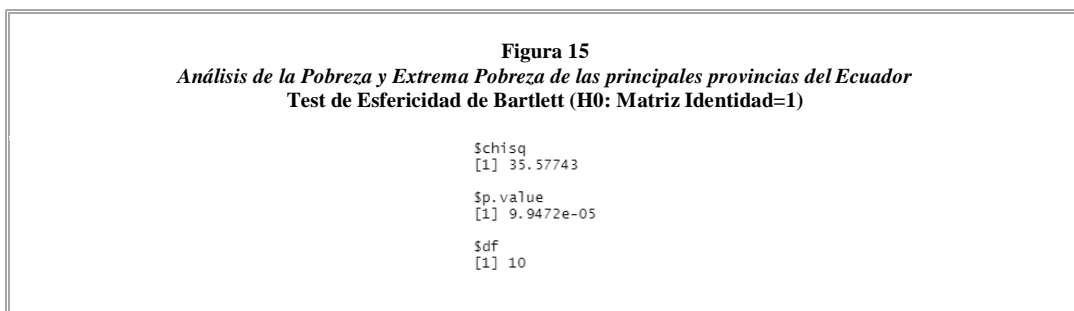 Figura 15
Análisis de la Pobreza y Extrema Pobreza de las principales provincias del Ecuador
Test de Esfericidad de Bartlett (H0: Matriz Identidad=1)
$chisq
[1] 35.57743
$p.value
[1] 9.9472e-05
$df
[1] 10